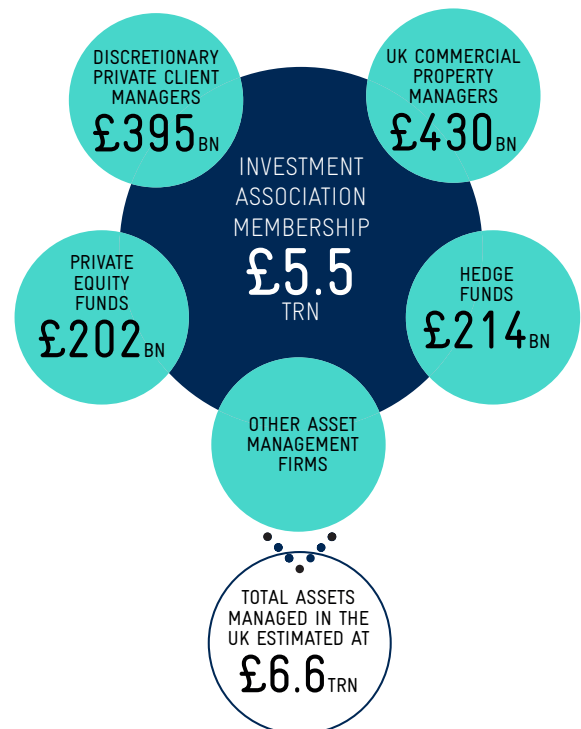 DISCRETIONARY
PRIVATE CLIENT
MANAGERS
£395BN
UK COMMERCIAL
PROPERTY
MANAGERS
£430BN
INVESTMENT
ASSOCIATION
MEMBERSHIP
£5.5
TRN
PRIVATE
EQUITY
FUNDS
£202BN
HEDGE
FUNDS
£214BN
OTHER ASSET
MANAGEMENT
FIRMS
TOTAL ASSETS
MANAGED IN THE
UK ESTIMATED AT
£6.6TRN